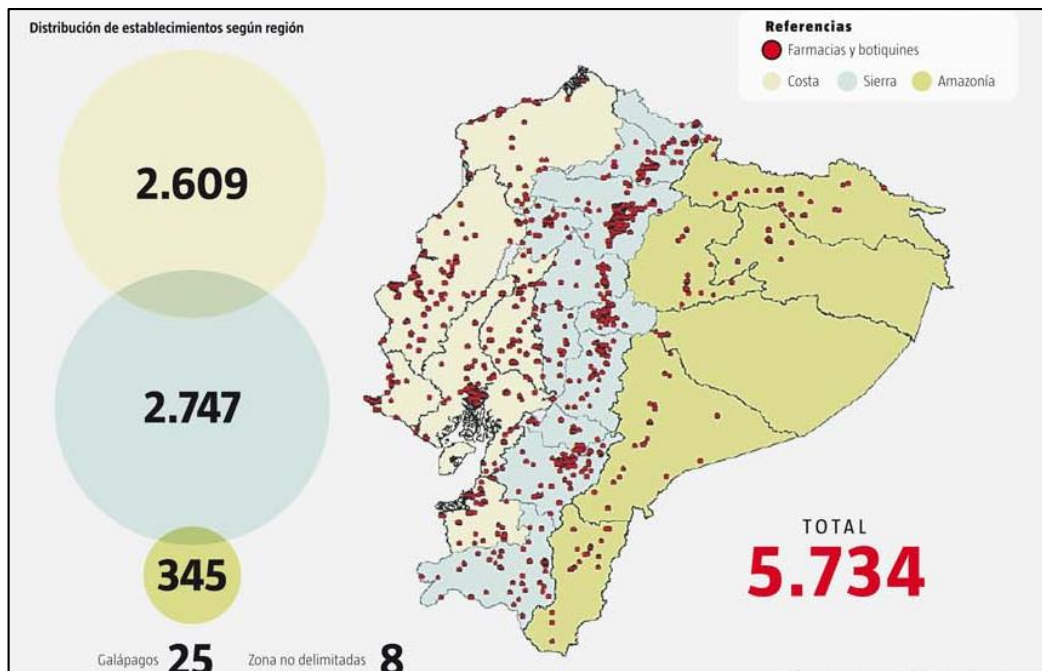 Distribución de establecimientos según región
2.609
2.747
345
Galápagos 25 Zona no delimitadas 8
Referencias
Farmacias y botiquines
Costa Sierra Amazonía
TOTAL
5.734